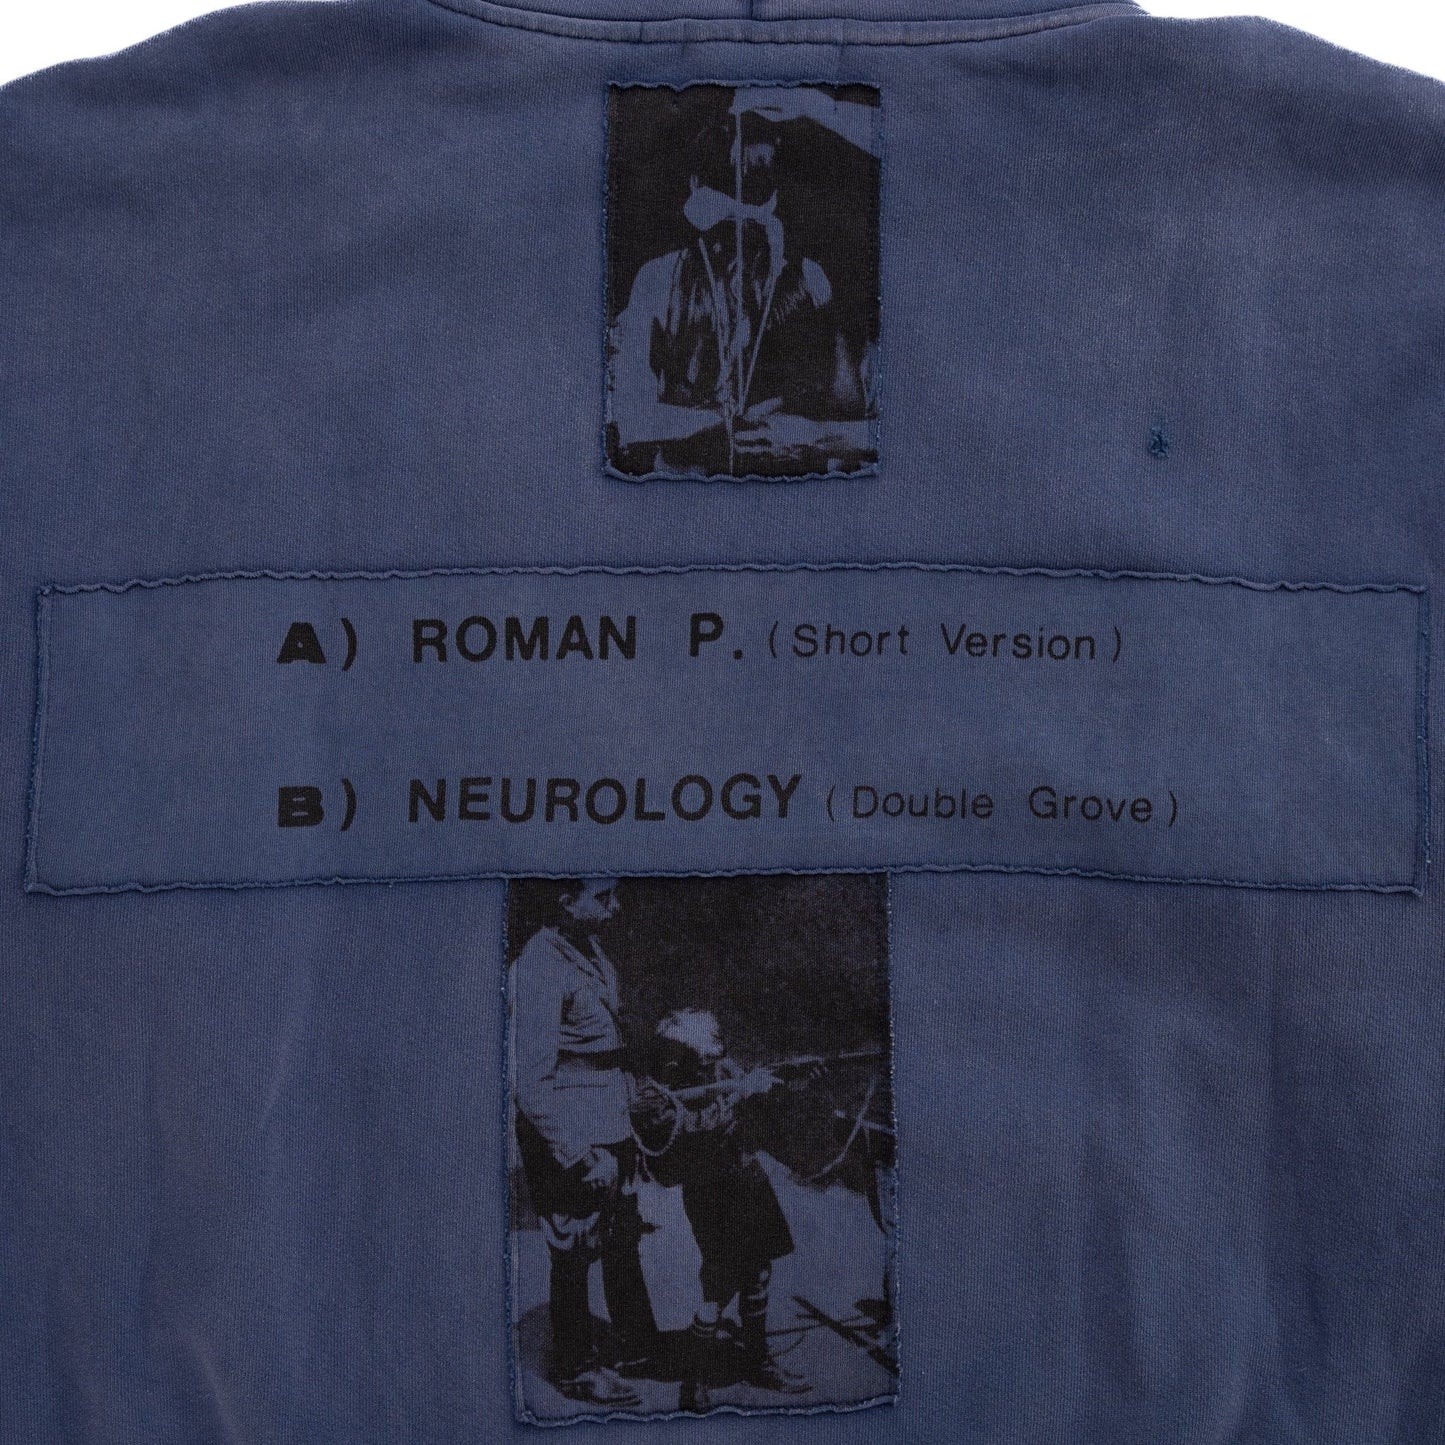 A) ROMAN P. (Short Version)
B) NEUROLOGY (Double Grove)